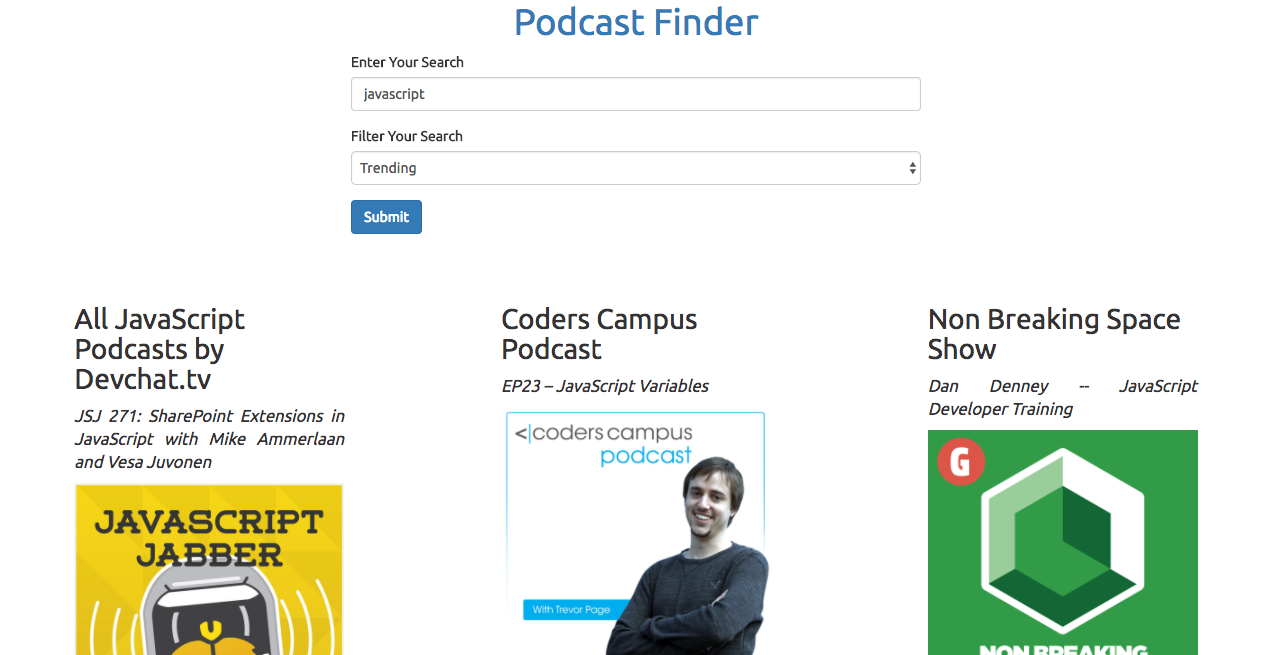 Podcast Finder
Enter Your Search
javascript
Filter Your Search
Trending
Submit
All JavaScript
Podcasts by
Devchat.tv
JSJ 271: SharePoint Extensions in
JavaScript with Mike Ammerlaan
and Vesa Juvonen
JAVASCRIPT
JABBER
Coders Campus
Podcast
EP23 – JavaScript Variables
<|coders campus
podcast
With Trevor Page
Non Breaking Space
Show
Dan Denney -- JavaScript
Developer Training
G
NON BREAKING